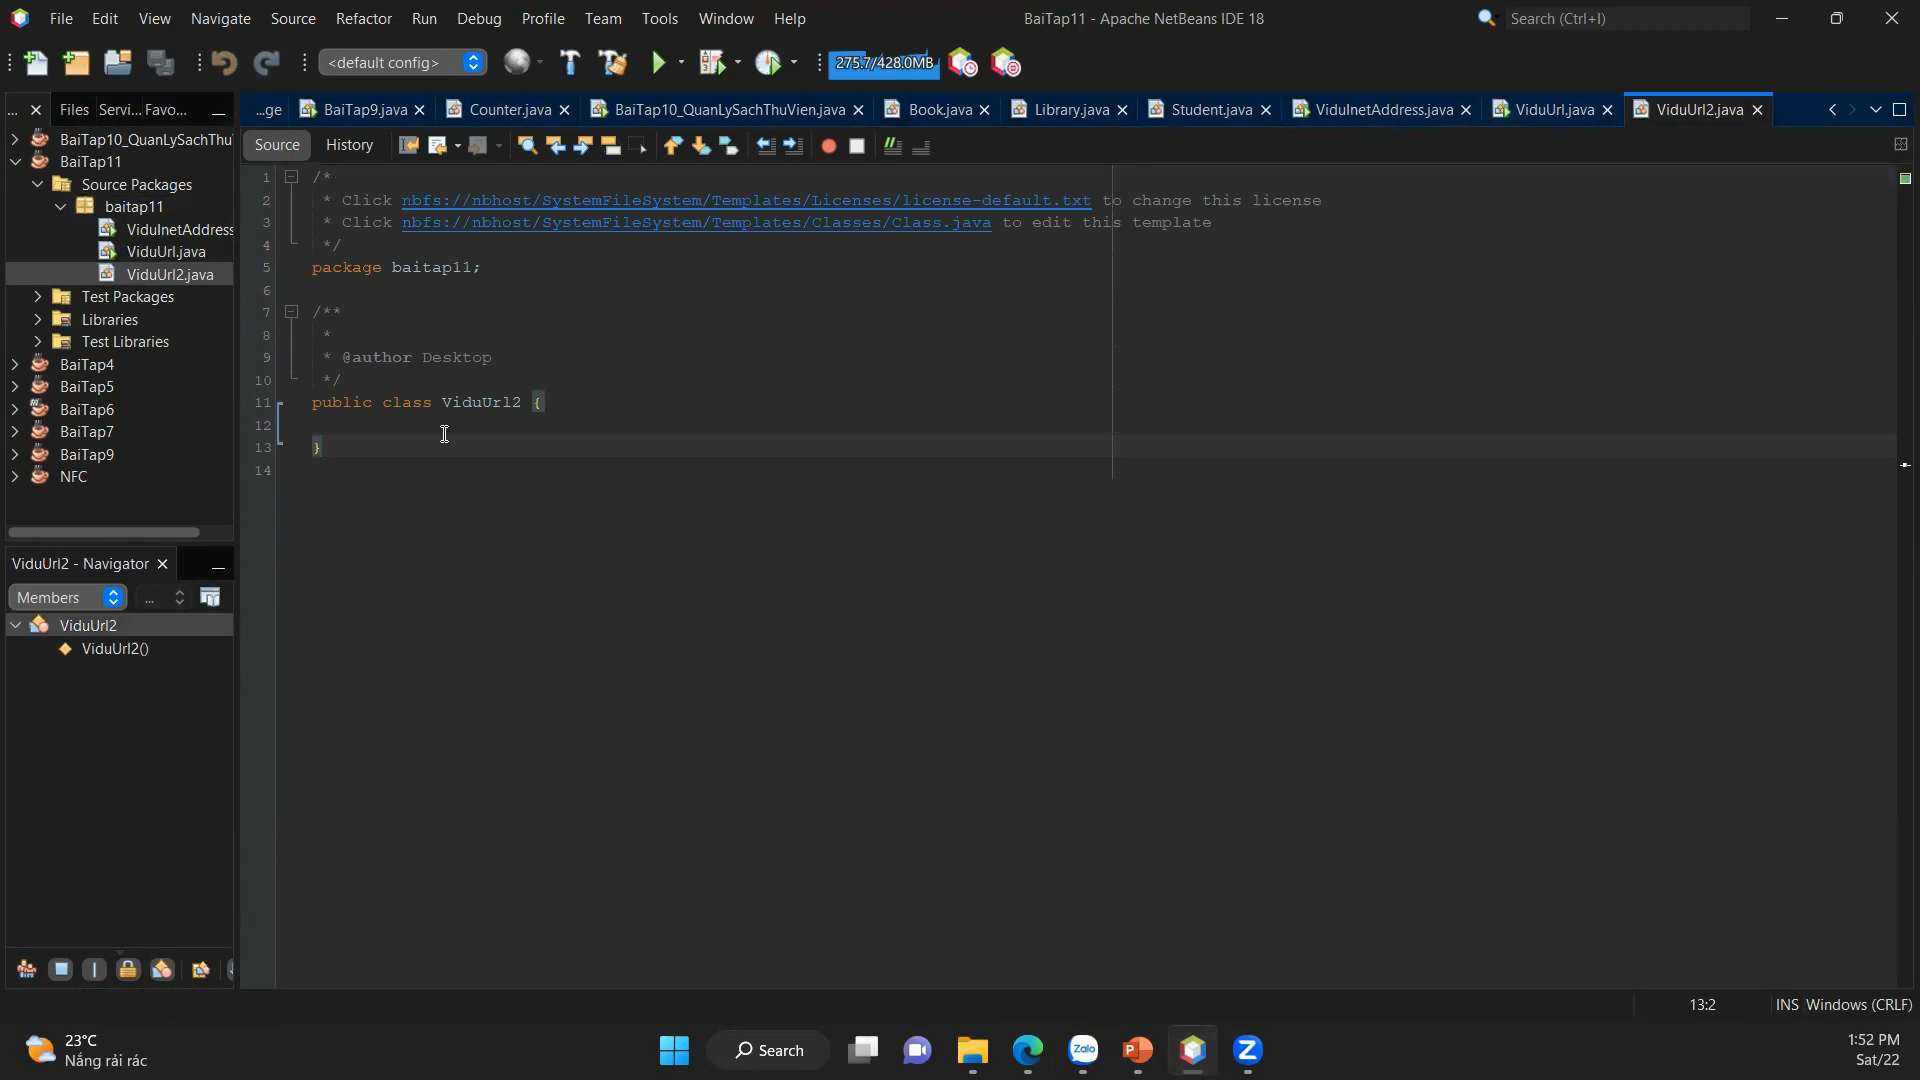 File Edit View Navigate Source Refactor Run Debug Profile Team Tools Window Help
BaiTap11 - Apache NetBeans IDE 18
Search (Ctrl+I)
<default config>
275.7/428.0MB
... Files Servi... Favo...
...ge BaiTap9.java Counter.java BaiTap10_QuanLySachThuVien.java Book.java Library.java Student.java ViduInetAddress.java ViduUrl.java ViduUrl2.java
Source History
BaiTap10_QuanLySachThu
BaiTap11
Source Packages
baitap11
ViduInetAddress
ViduUrl.java
ViduUrl2.java
Test Packages
Libraries
Test Libraries
BaiTap4
BaiTap5
BaiTap6
BaiTap7
BaiTap9
NFC
ViduUrl2 - Navigator
Members ...
ViduUrl2
ViduUrl2()
1 /*
2 * Click nbfs://nbhost/SystemFileSystem/Templates/Licenses/license-default.txt to change this license
3 * Click nbfs://nbhost/SystemFileSystem/Templates/Classes/Class.java to edit this template
4 */
5 package baitap11;
6
7 /**
8 *
9 * @author Desktop
10 */
11 public class ViduUrl2 {
12
13 }
14
13:2 INS Windows (CRLF)
23°C
Nắng rải rác
Search
Zalo
1:52 PM
Sat/22